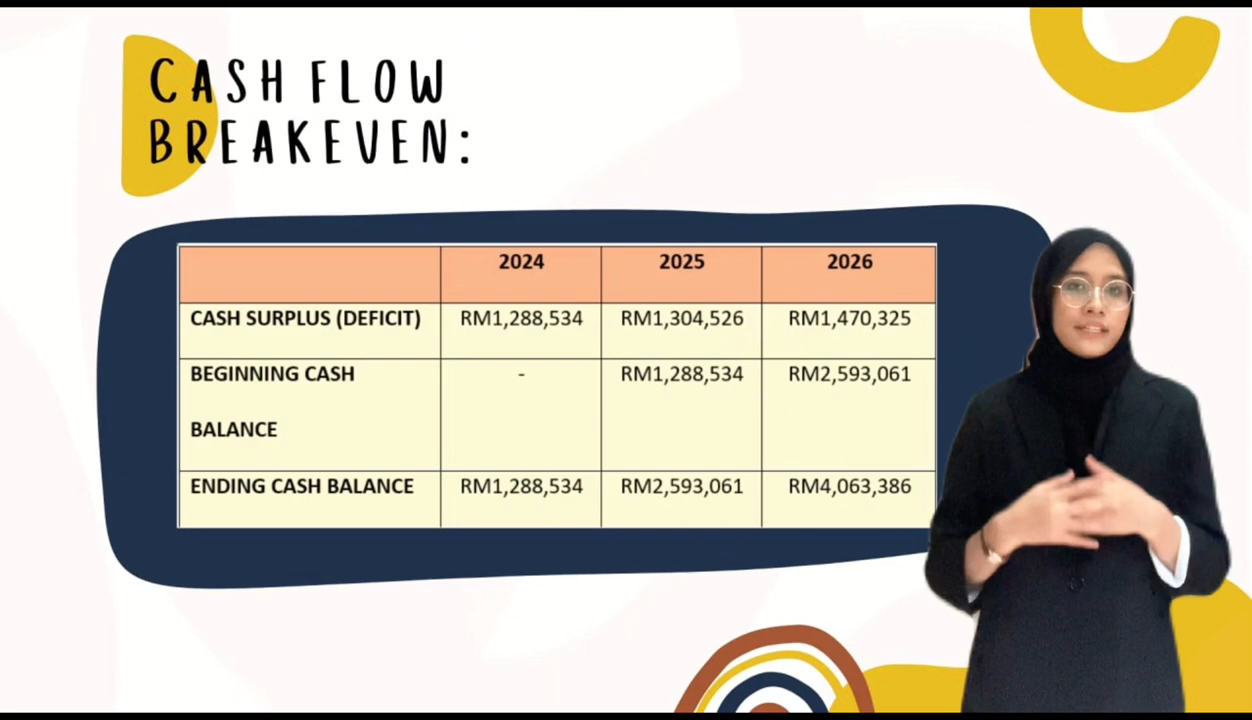 CASH FLOW
BREAKEVEN:
2024 2025 2026
CASH SURPLUS (DEFICIT) RM1,288,534 RM1,304,526 RM1,470,325
BEGINNING CASH - RM1,288,534 RM2,593,061
BALANCE
ENDING CASH BALANCE RM1,288,534 RM2,593,061 RM4,063,386